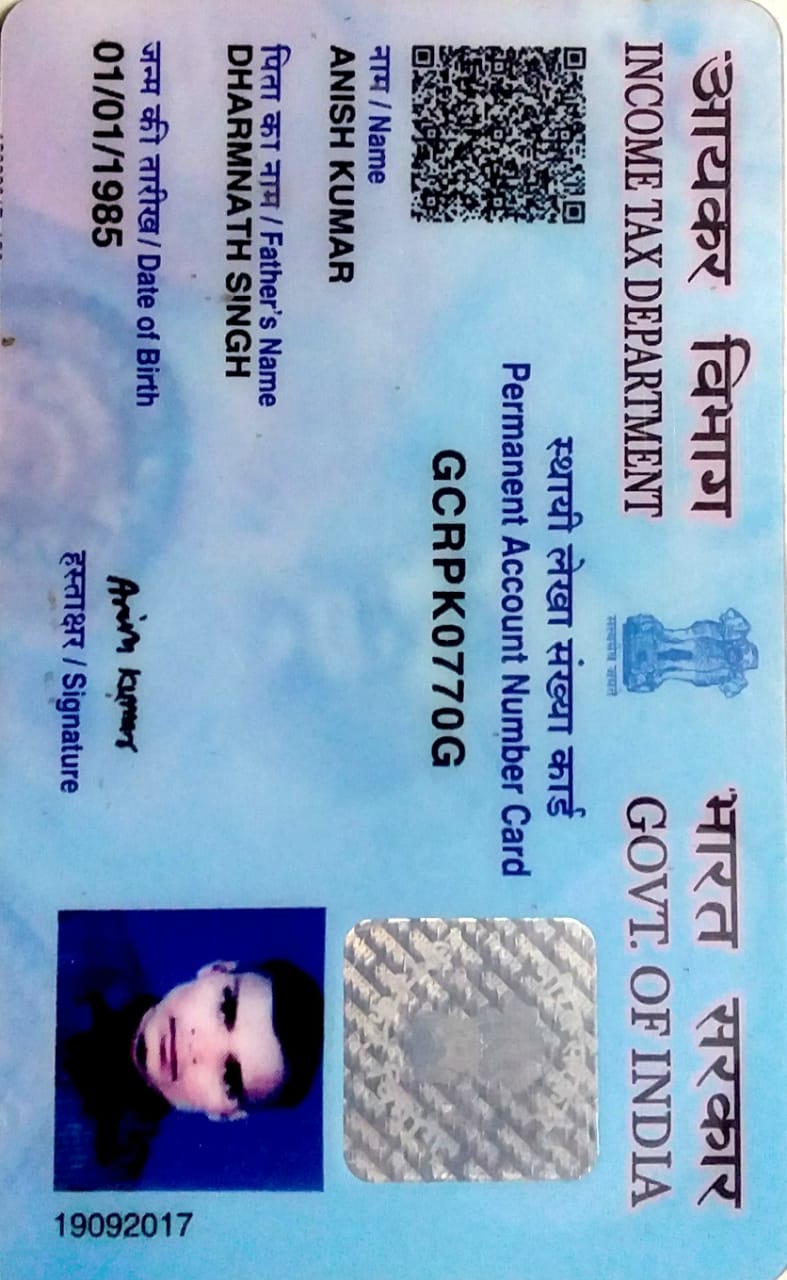 आयकर विभाग
INCOME TAX DEPARTMENT
सत्यमेव जयते
भारत सरकार
GOVT. OF INDIA
स्थायी लेखा संख्या कार्ड
Permanent Account Number Card
GCRPK0770G
नाम / Name
ANISH KUMAR
पिता का नाम / Father's Name
DHARMNATH SINGH
जन्म की तारीख / Date of Birth
01/01/1985
Anish Kumar
हस्ताक्षर / Signature
19092017